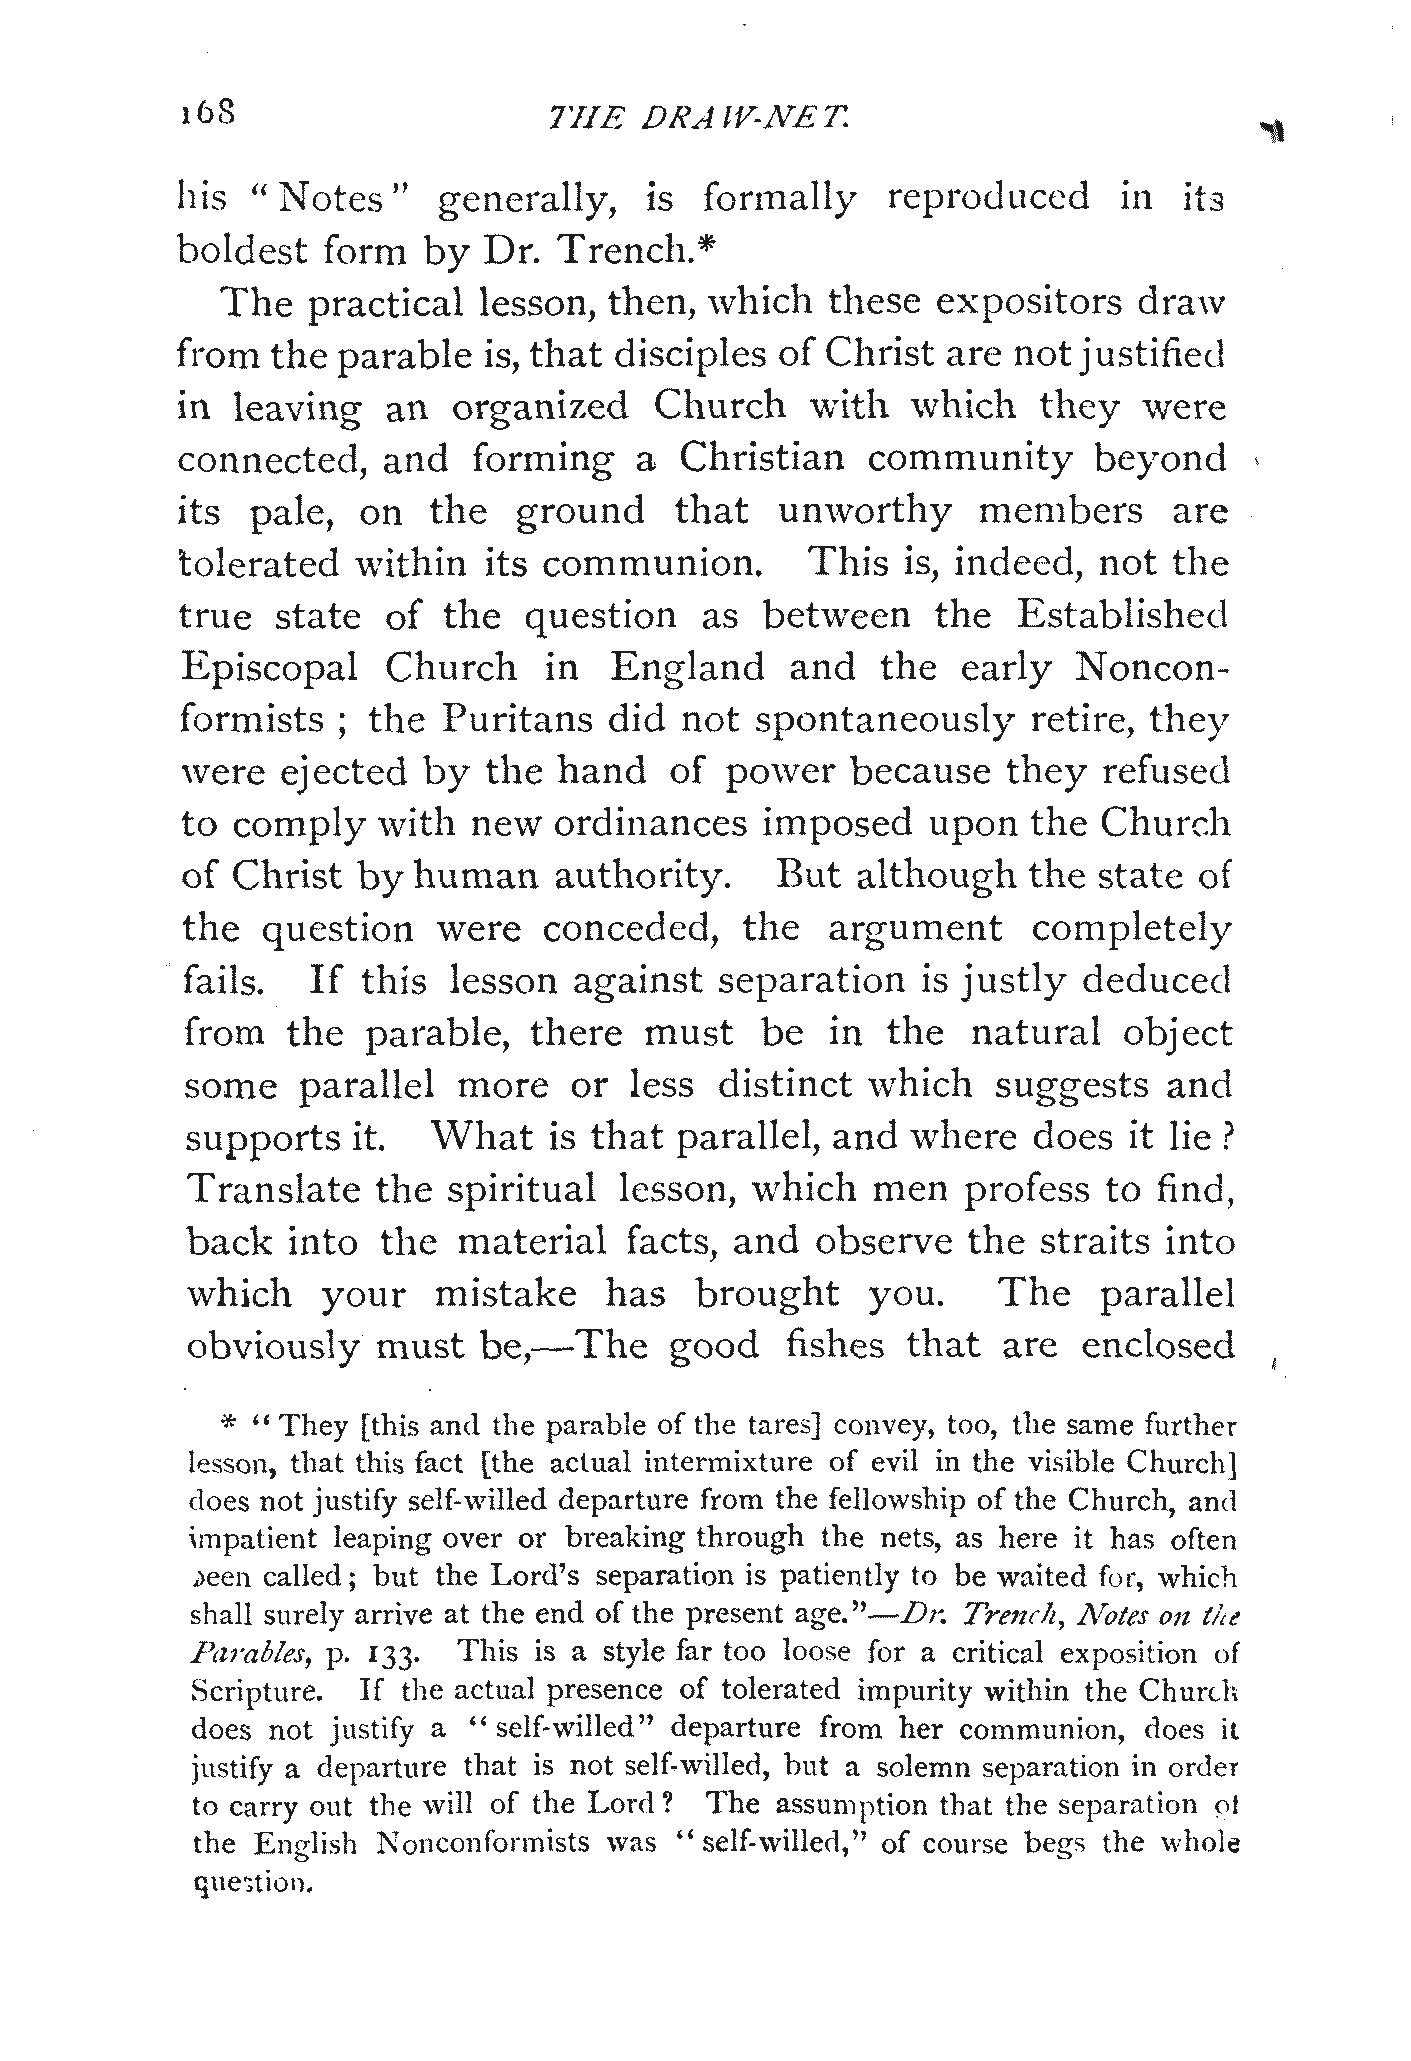 168 THE DRAW-NET.
his " Notes " generally, is formally reproduced in its
boldest form by Dr. Trench.*
The practical lesson, then, which these expositors draw
from the parable is, that disciples of Christ are not justified
in leaving an organized Church with which they were
connected, and forming a Christian community beyond
its pale, on the ground that unworthy members are
tolerated within its communion. This is, indeed, not the
true state of the question as between the Established
Episcopal Church in England and the early Noncon-
formists ; the Puritans did not spontaneously retire, they
were ejected by the hand of power because they refused
to comply with new ordinances imposed upon the Church
of Christ by human authority. But although the state of
the question were conceded, the argument completely
fails. If this lesson against separation is justly deduced
from the parable, there must be in the natural object
some parallel more or less distinct which suggests and
supports it. What is that parallel, and where does it lie ?
Translate the spiritual lesson, which men profess to find,
back into the material facts, and observe the straits into
which your mistake has brought you. The parallel
obviously must be,—The good fishes that are enclosed
* " They [this and the parable of the tares] convey, too, the same further
lesson, that this fact [the actual intermixture of evil in the visible Church]
does not justify self-willed departure from the fellowship of the Church, and
impatient leaping over or breaking through the nets, as here it has often
been called ; but the Lord's separation is patiently to be waited for, which
shall surely arrive at the end of the present age."—Dr. Trench, Notes on the
Parables, p. 133. This is a style far too loose for a critical exposition of
Scripture. If the actual presence of tolerated impurity within the Church
does not justify a " self-willed" departure from her communion, does it
justify a departure that is not self-willed, but a solemn separation in order
to carry out the will of the Lord ? The assumption that the separation of
the English Nonconformists was " self-willed," of course begs the whole
question.